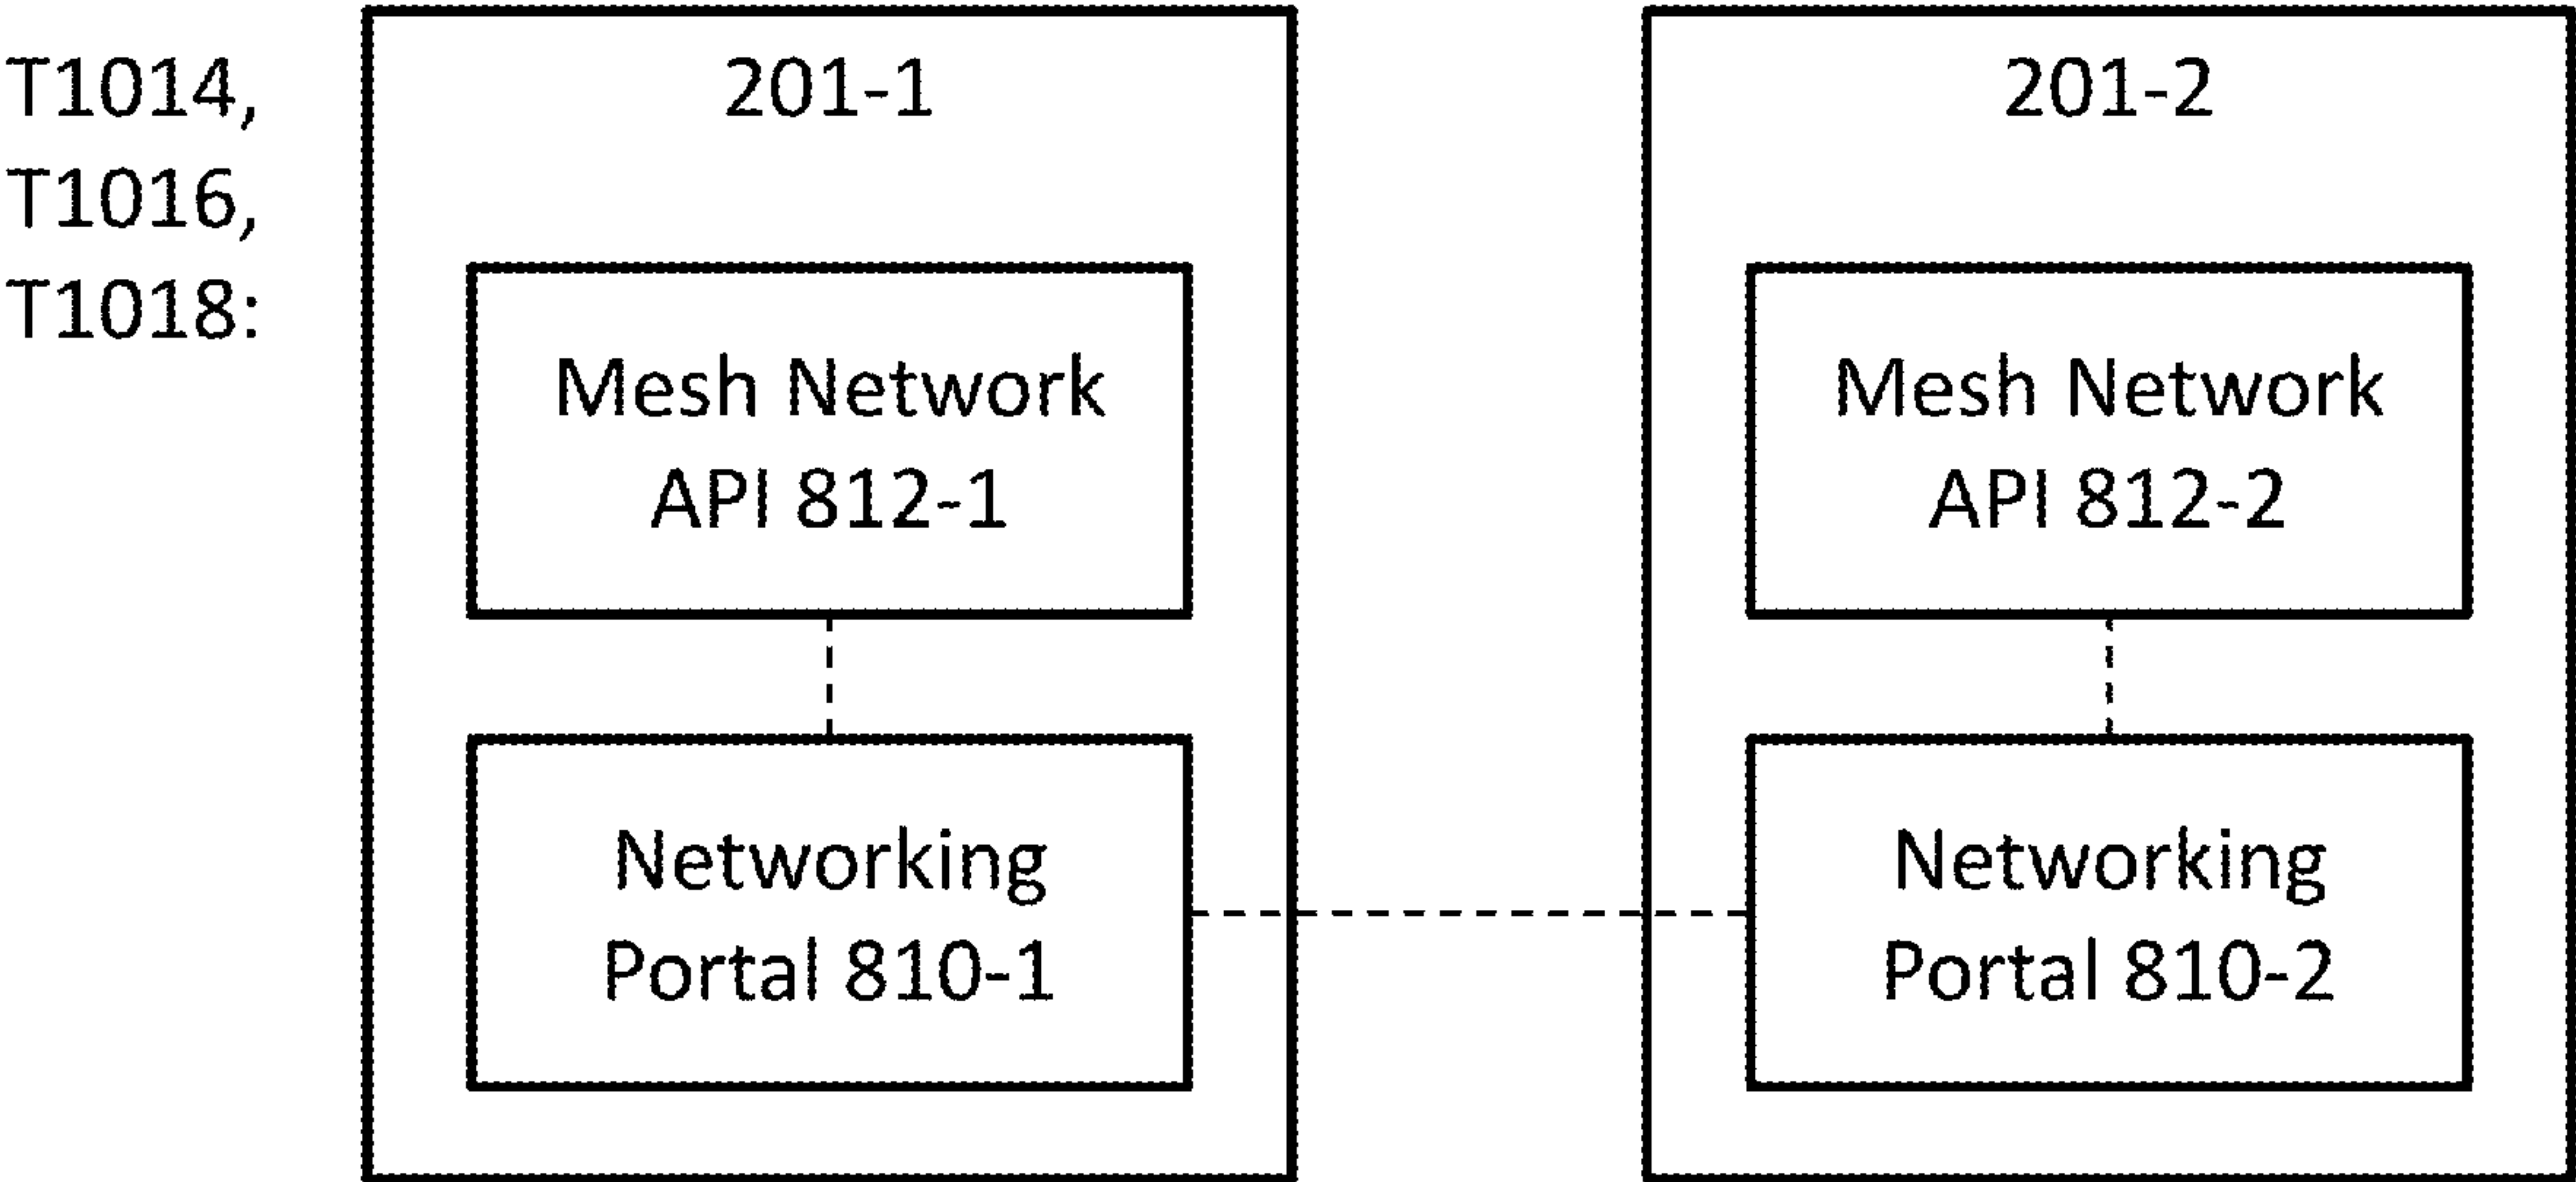 T1014,
T1016,
T1018:
201-1
Mesh Network
API 812-1
Networking
Portal 810-1
201-2
Mesh Network
API 812-2
Networking
Portal 810-2